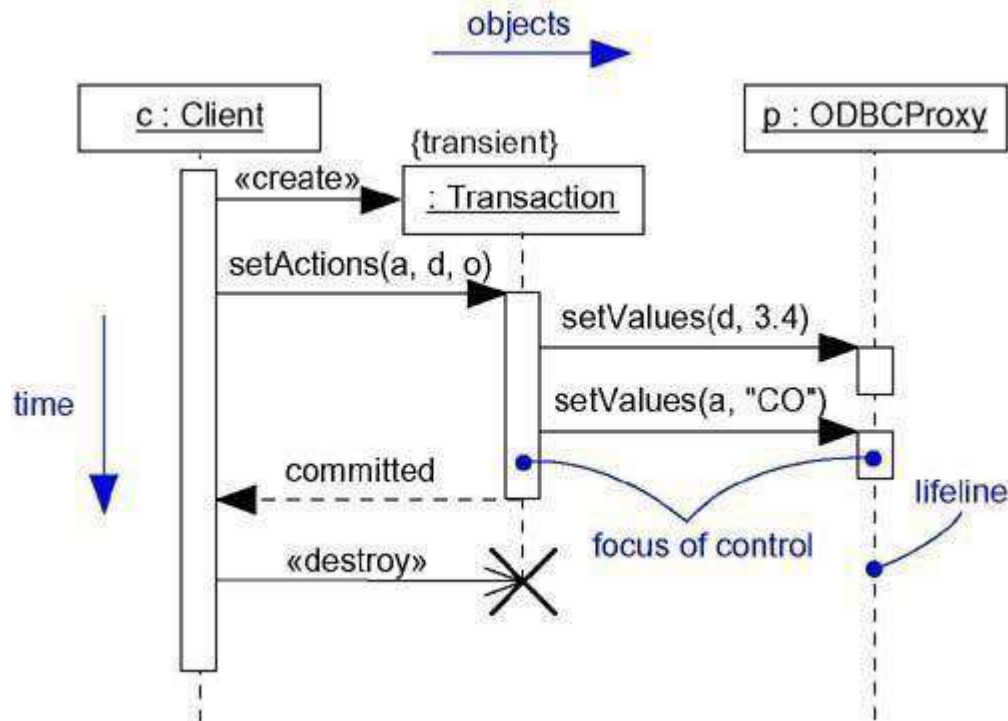 objects
c : Client
p : ODBCProxy
{transient}
«create»
: Transaction
setActions(a, d, o)
setValues(d, 3.4)
time
setValues(a, "CO")
committed
lifeline
focus of control
«destroy»